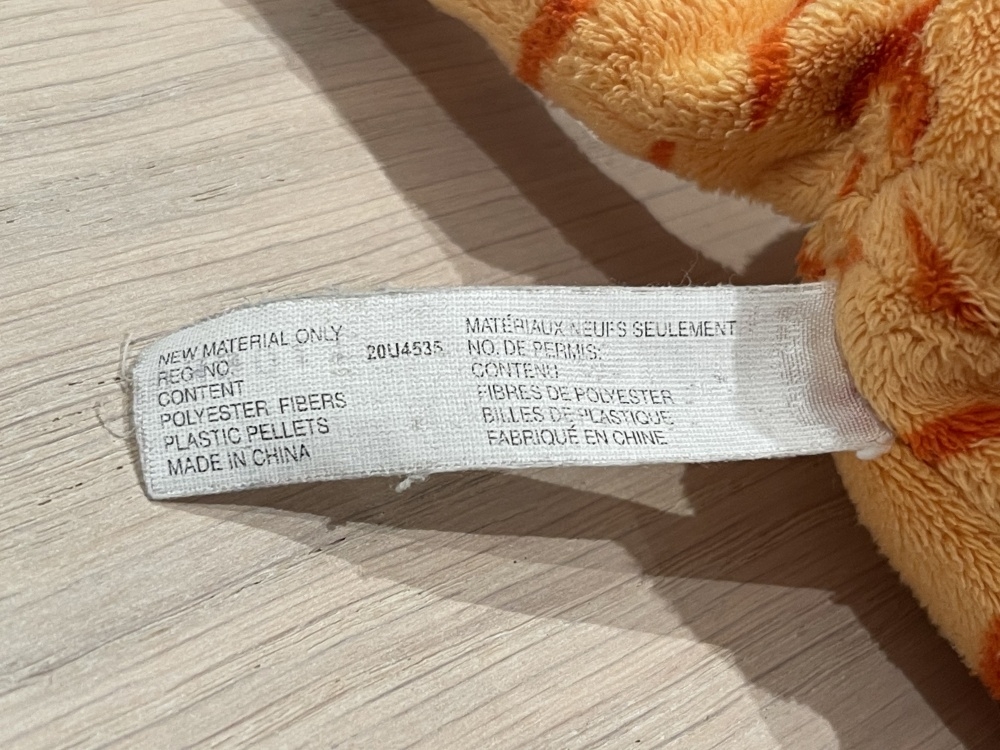 NEW MATERIAL ONLY
REG NO.
CONTENT
POLYESTER FIBERS
PLASTIC PELLETS
MADE IN CHINA
20U4535
MATÉRIAUX NEUFS SEULEMENT
NO. DE PERMIS:
CONTENU
FIBRES DE POLYESTER
BILLES DE PLASTIQUE
FABRIQUÉ EN CHINE